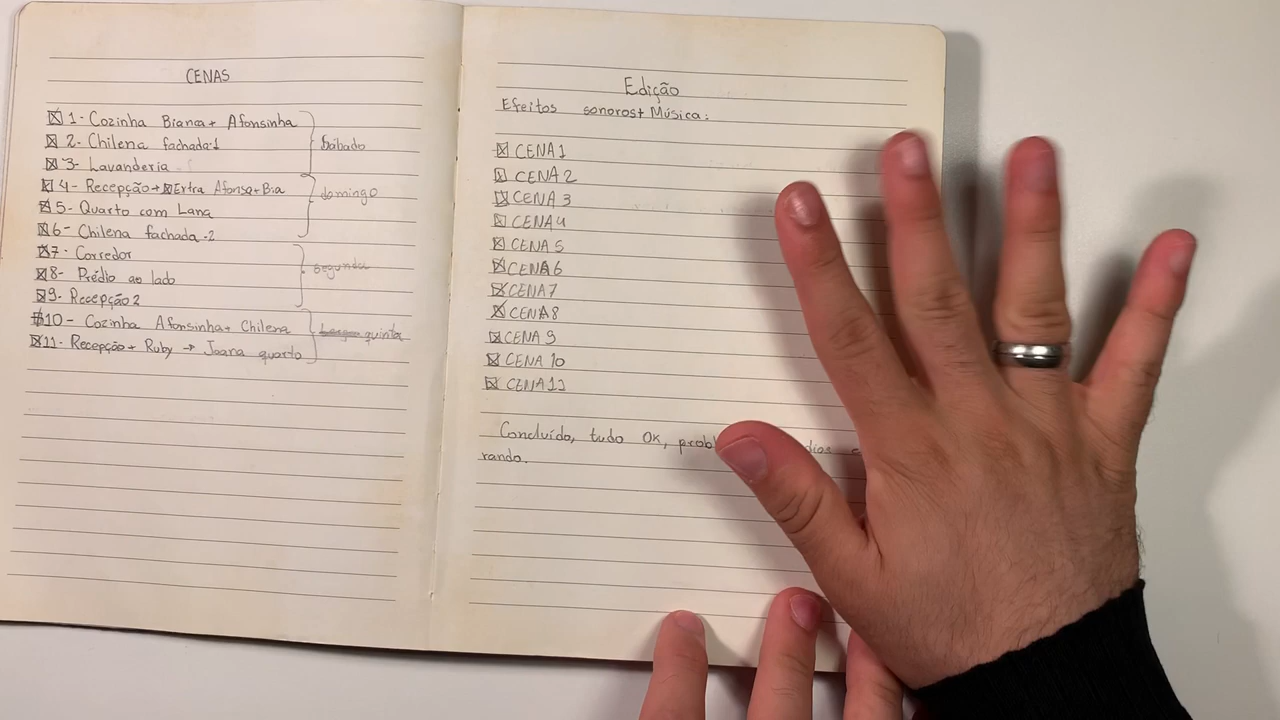 CENAS
☒ 1- Cozinha Biana + Afonsinha
☒ 2- Chilena fachada-1
☒ 3- Lavanderia
Sábado
☒ 4- Recepção + ☒ Extra Afonso + Bia
☒ 5- Quarto com Lana
☒ 6- Chilena fachada-2
domingo
☒ 7- Corredor
☒ 8- Prédio ao lado
☒ 9- Recepção 2
segunda
☒ 10- Cozinha Afonsinha + Chilena
☒ 11- Recepção + Ruby → Joana quarto
quinta
Edição
Efeitos sonoros + Música:
☒ CENA 1
☒ CENA 2
☒ CENA 3
☒ CENA 4
☒ CENA 5
☒ CENA 6
☒ CENA 7
☒ CENA 8
☒ CENA 9
☒ CENA 10
☒ CENA 11
Concluído, tudo OK,
rando.